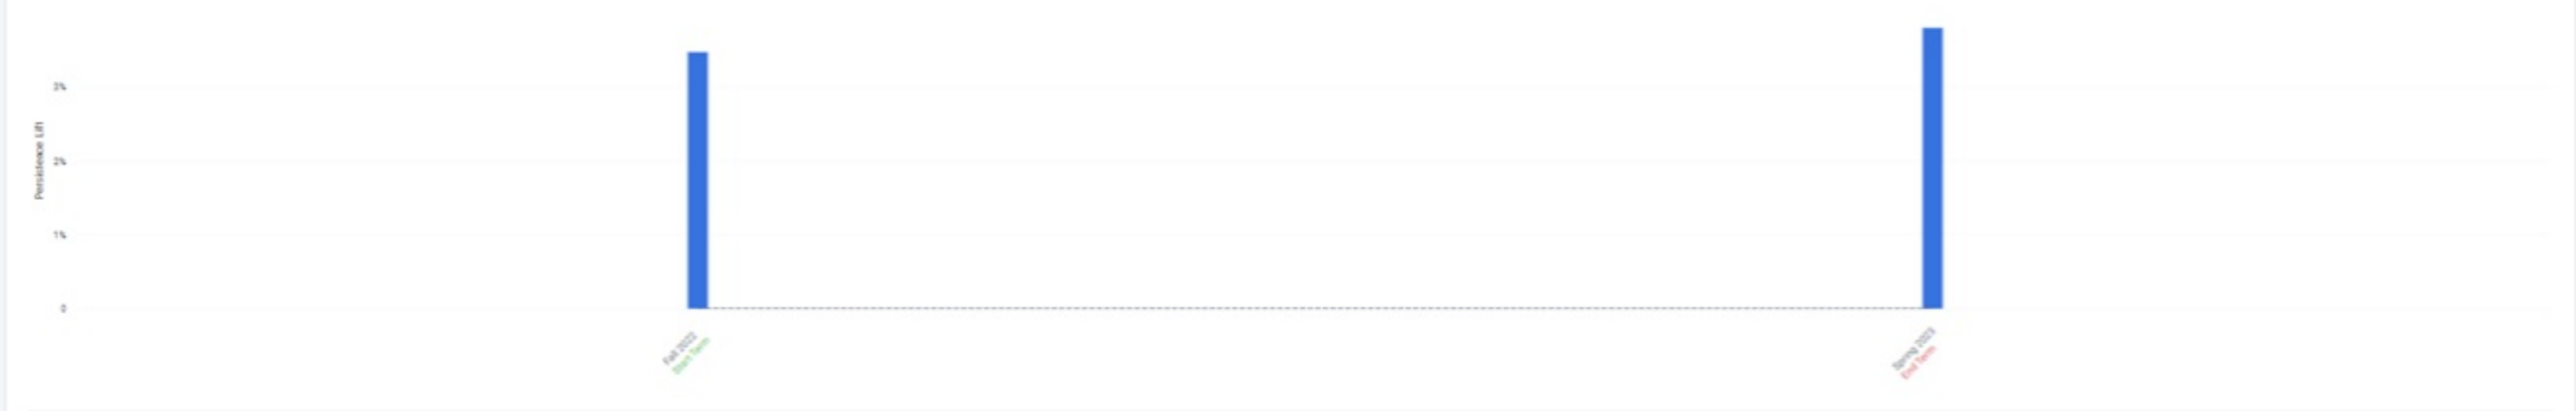 3%
Persistence Lift
2%
1%
0
Fall 2022
Start Term
Spring 2023
End Term